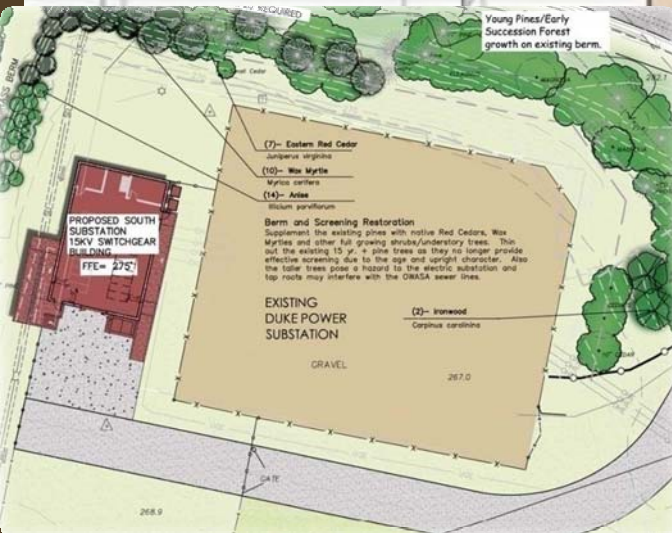 REQUIRED
Young Pines/Early
Succession Forest
growth on existing berm.
BERM
Cedar
(7)- Eastern Red Cedar
Juniperus virginina
(10)- Wax Myrtle
Myrica cerifera
(14)- Anise
Illicium parviflorum
PROPOSED SOUTH
SUBSTATION
15KV SWITCHGEAR
BUILDING
FFE= 275'
Berm and Screening Restoration
Supplement the existing pines with native Red Cedars, Wax
Myrtles and other full growing shrubs/understory trees. Thin
out the existing 15 yr. + pine trees as they no longer provide
effective screening due to the age and upright character. Also
the taller trees pose a hazard to the electric substation and
tap roots may interfere with the OWASA sewer lines.
EXISTING
DUKE POWER
SUBSTATION
(2)- Ironwood
Carpinus carolinina
GRAVEL
267.0
CEDAR
GATE
268.9